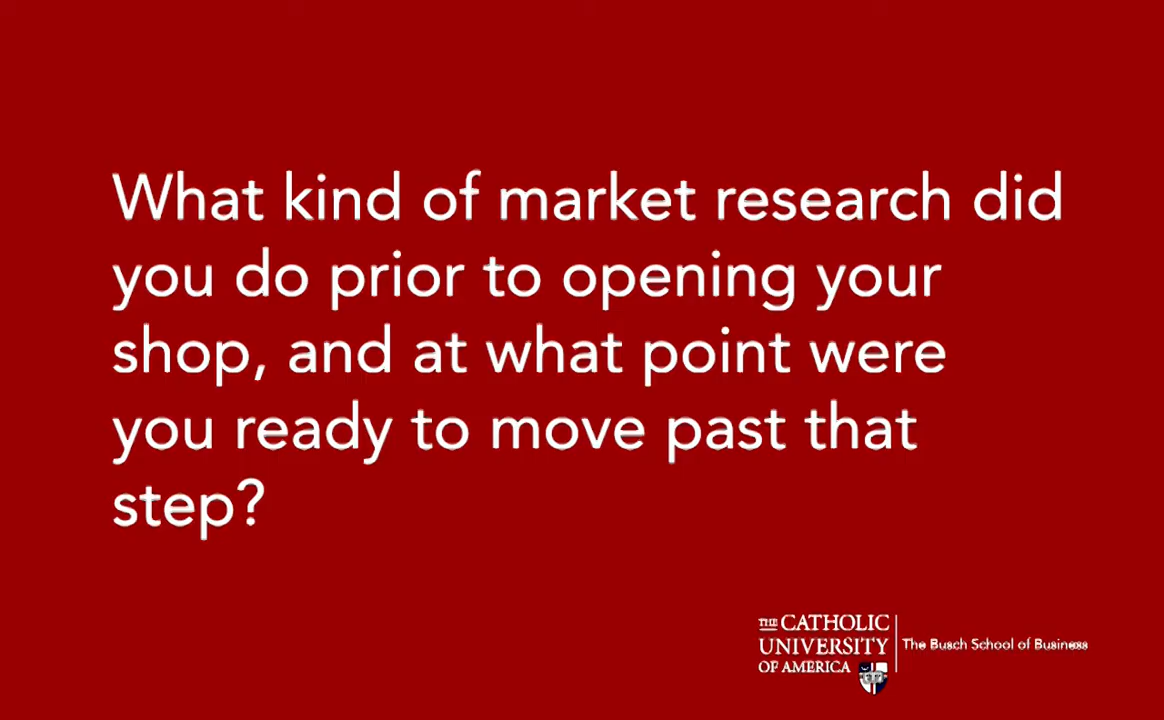 What kind of market research did
you do prior to opening your
shop, and at what point were
you ready to move past that
step?
THE CATHOLIC
UNIVERSITY
OF AMERICA
The Busch School of Business